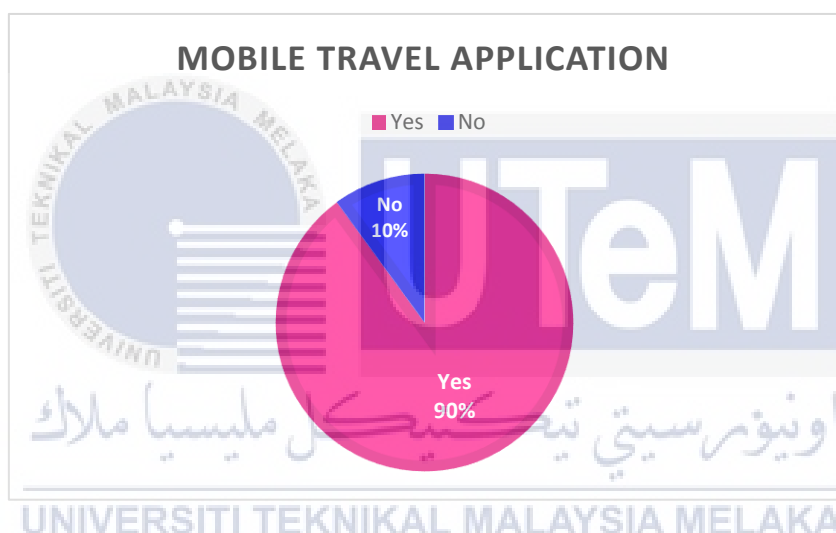 MOBILE TRAVEL APPLICATION
UNIVERSITI TEKNIKAL MALAYSIA MELAKA
Yes No
UTeM
No
10%
Yes
90%
اونيۏرسيتي تيكنيكل مليسيا ملاك
UNIVERSITI TEKNIKAL MALAYSIA MELAKA